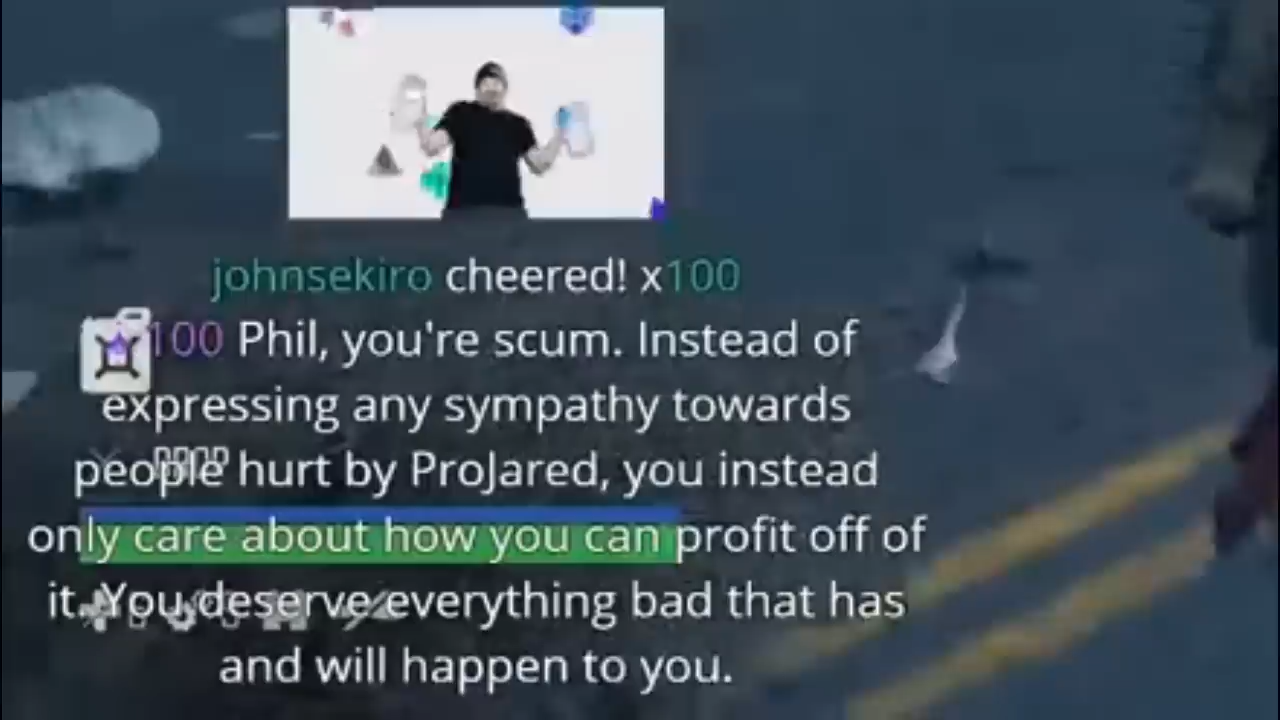 johnsekiro cheered! x100
100 Phil, you're scum. Instead of
expressing any sympathy towards
people hurt by ProJared, you instead
only care about how you can profit off of
it. You deserve everything bad that has
and will happen to you.